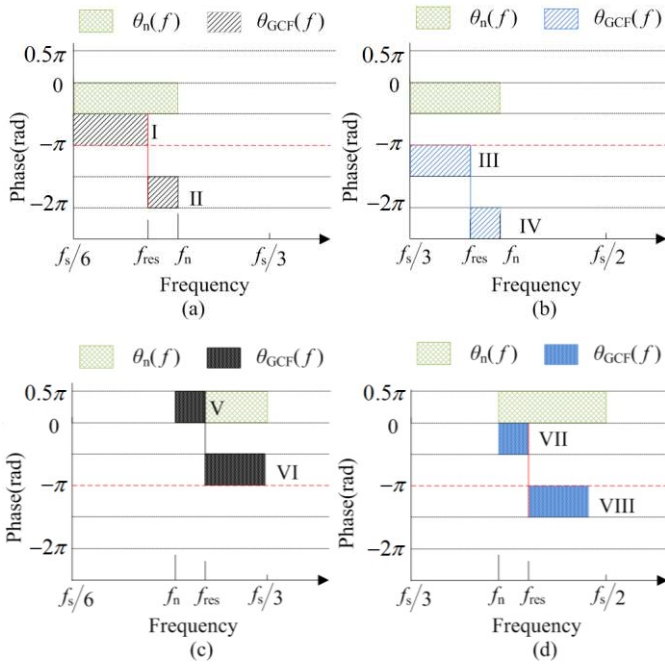 θn(f) θGCF(f) θn(f) θGCF(f)
0.5π 0.5π
0 0
I III
−π −π
II IV
−2π −2π
Phase(rad) Phase(rad)
fs/6 fres fn fs/3 fs/3 fres fn fs/2
Frequency Frequency
(a) (b)
θn(f) θGCF(f) θn(f) θGCF(f)
0.5π 0.5π
V
0 0
VII
VI
−π −π
VIII
−2π −2π
Phase(rad) Phase(rad)
fs/6 fn fres fs/3 fs/3 fn fres fs/2
Frequency Frequency
(c) (d)